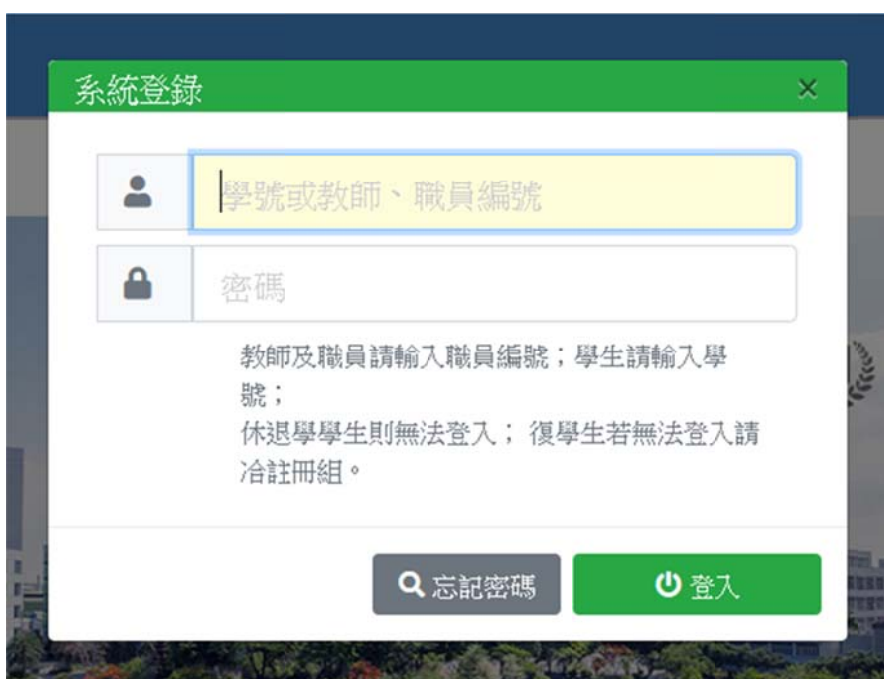 系統登錄
×
學號或教師、職員編號
密碼
教師及職員請輸入職員編號；學生請輸入學
號；
休退學學生則無法登入； 復學生若無法登入請
洽註冊組。
忘記密碼
登入